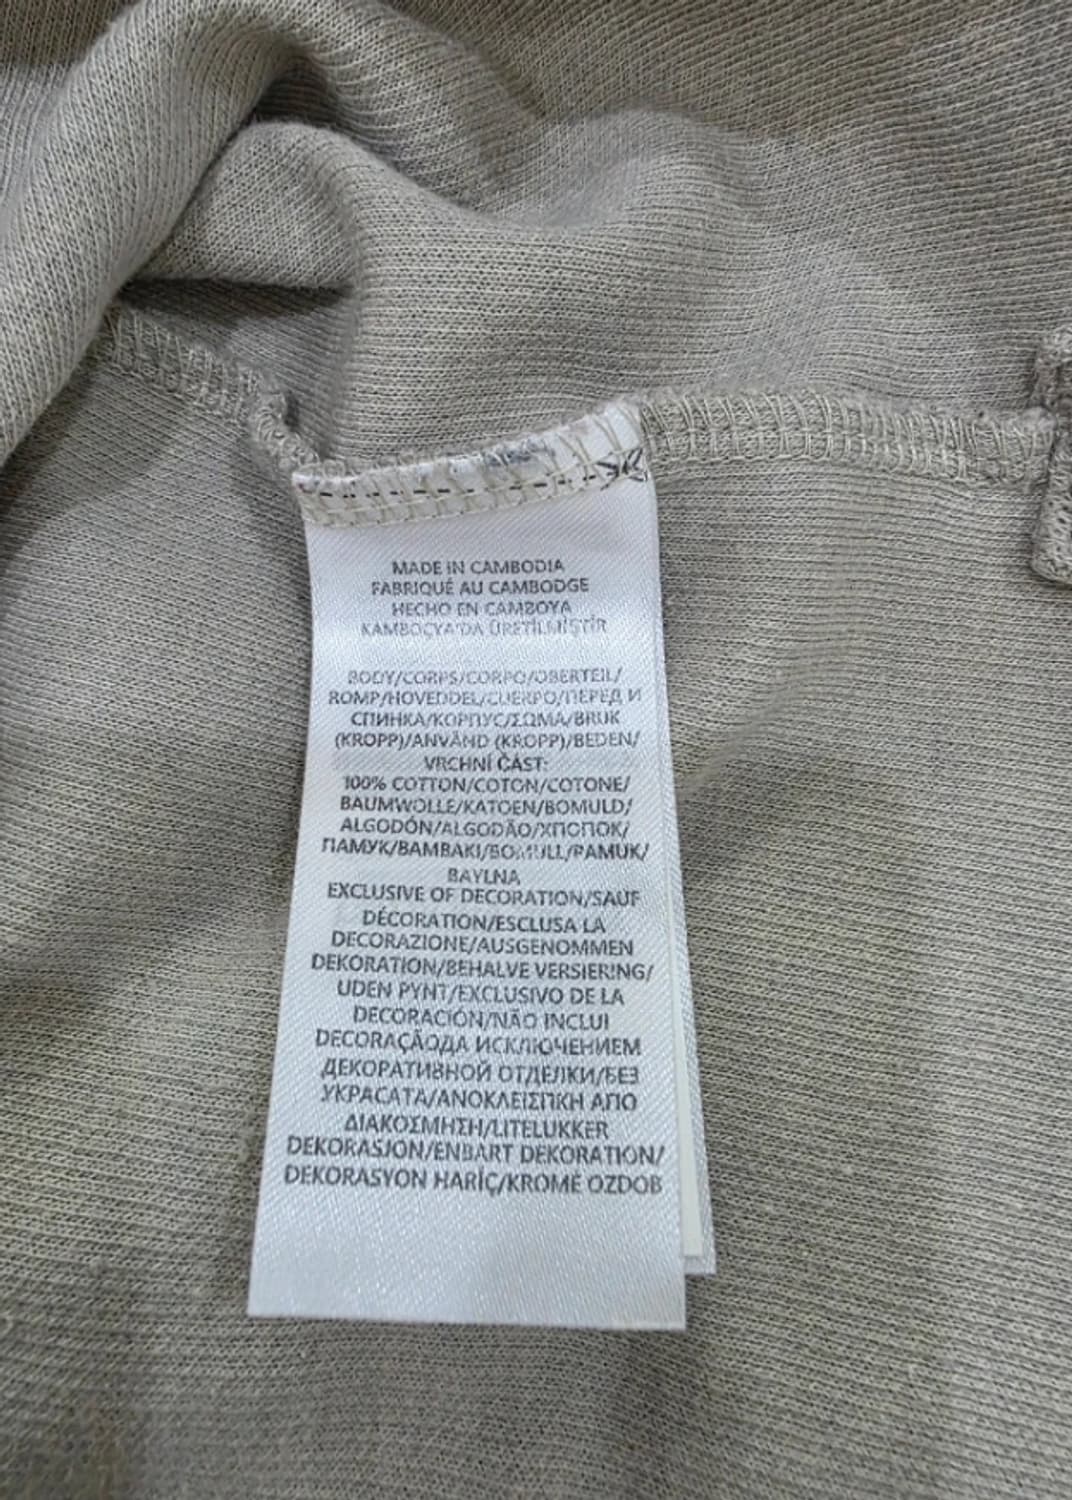 MADE IN CAMBODIA
FABRIQUÉ AU CAMBODGE
HECHO EN CAMBOYA
KAMBOÇYA'DA ÜRETİLMİŞTİR
BODY/CORPS/CORPO/OBERTEIL/
ROMP/HOVEDDEL/CUERPO/ПЕРЕД И
СПИНКА/КОРПУС/ΣΩΜΑ/BRUK
(KROPP)/ANVÄND (KROPP)/BEDEN/
VRCHNÍ ČÁST:
100% COTTON/COTON/COTONE/
BAUMWOLLE/KATOEN/BOMULD/
ALGODÓN/ALGODÃO/ХПОПОК/
ПАМУК/BAMBAKI/BOMULL/PAMUK/
BAYLNA
EXCLUSIVE OF DECORATION/SAUF
DÉCORATION/ESCLUSA LA
DECORAZIONE/AUSGENOMMEN
DEKORATION/BEHALVE VERSIERING/
UDEN PYNT/EXCLUSIVO DE LA
DECORACIÓN/NÃO INCLUI
DECORAÇÃOДА ИСКЛЮЧЕНИЕМ
ДЕКОРАТИВНОЙ ОТДЕЛКИ/БЕЗ
УКРАСАТА/ΑΝΟΚΛΕΙΣΠΚΗ ΑΠΟ
ΔΙΑΚΟΣΜΗΣΗ/LITELUKKER
DEKORASJON/ENBART DEKORATION/
DEKORASYON HARİÇ/KROMĚ OZDOB